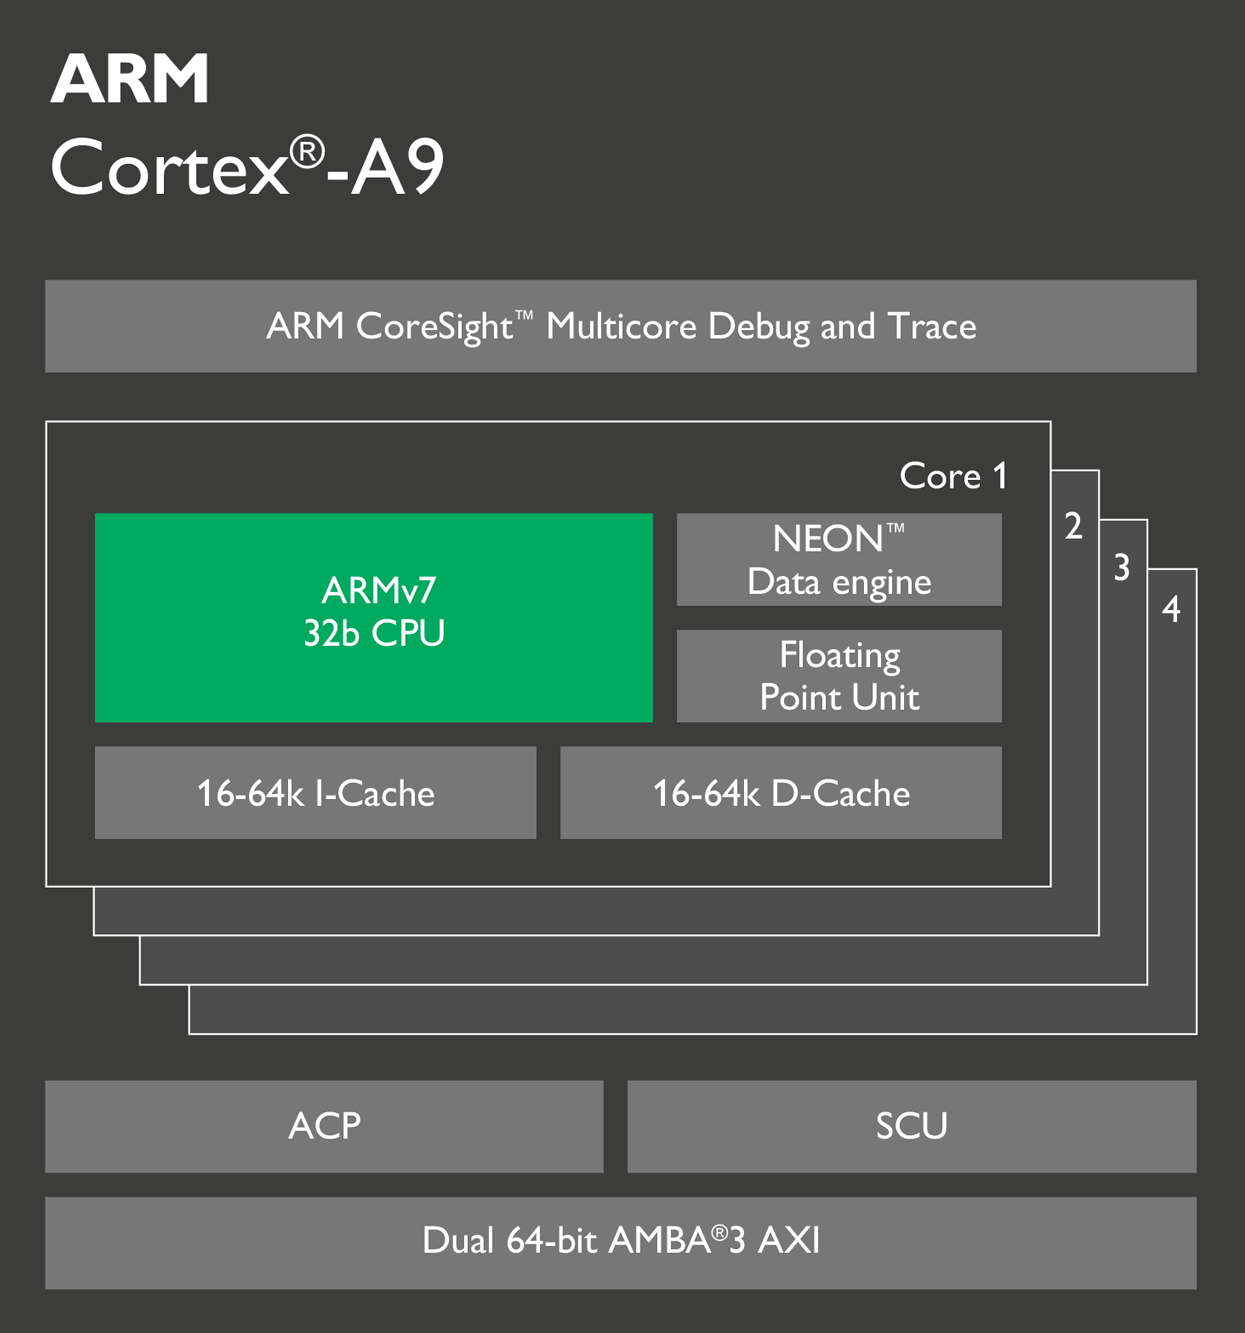 ARM
Cortex®-A9
ARM CoreSight™ Multicore Debug and Trace
Core 1
2
3
4
ARMv7
32b CPU
NEON™
Data engine
Floating
Point Unit
16-64k I-Cache
16-64k D-Cache
ACP
SCU
Dual 64-bit AMBA®3 AXI